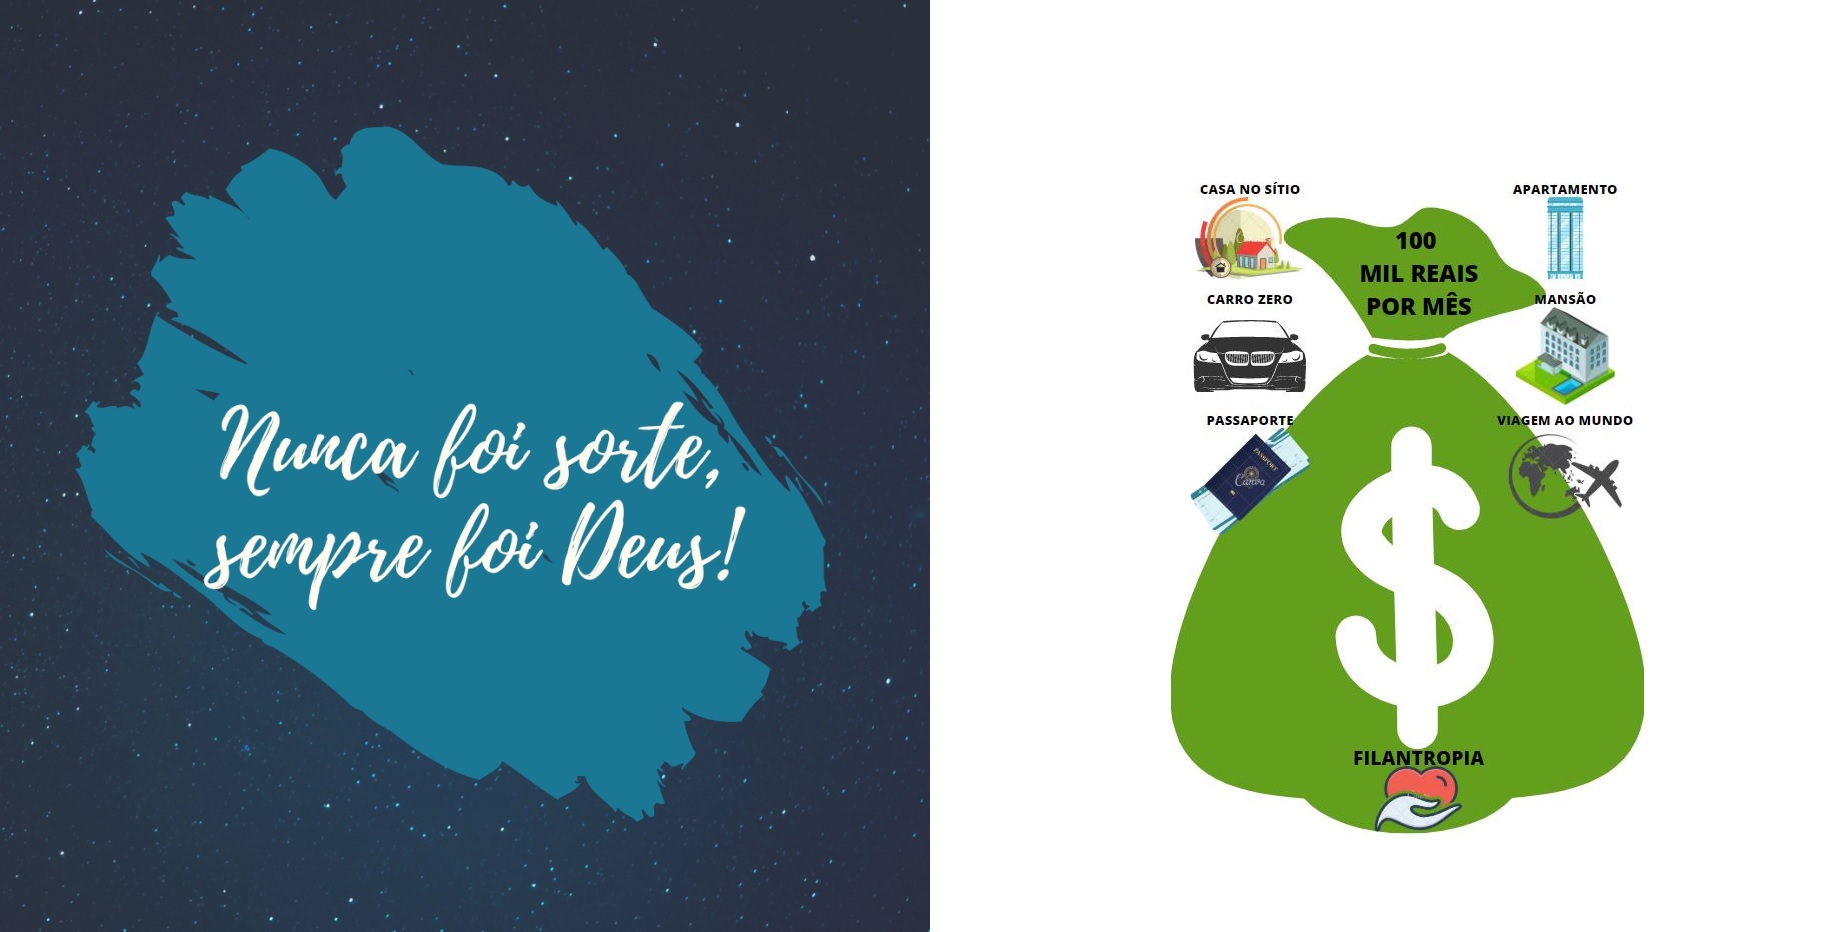 Nunca foi sorte,
sempre foi Deus!
CASA NO SÍTIO
APARTAMENTO
100
MIL REAIS
POR MÊS
CARRO ZERO
MANSÃO
PASSAPORTE
VIAGEM AO MUNDO
PASSPORT
Canva
$
FILANTROPIA